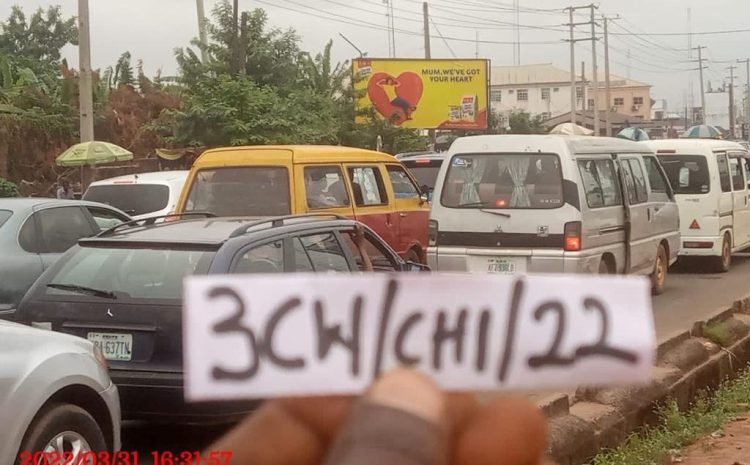 MUM, WE'VE GOT
YOUR HEART
3CW/CHI/22
2022/03/31 16:31:57